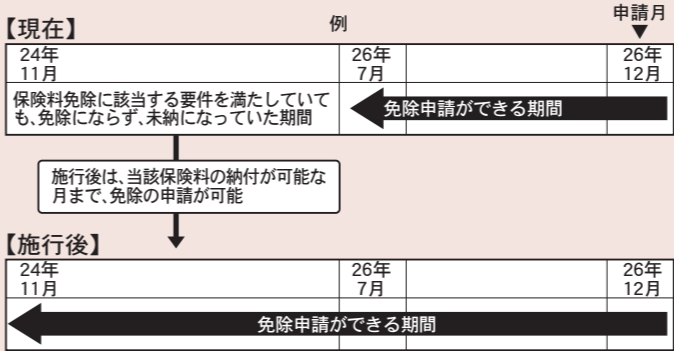 【現在】
例
申請月
24年
11月
26年
7月
26年
12月
保険料免除に該当する要件を満たしていて
も、免除にならず、未納になっていた期間
免除申請ができる期間
施行後は、当該保険料の納付が可能な
月まで、免除の申請が可能
【施行後】
24年
11月
26年
7月
26年
12月
免除申請ができる期間